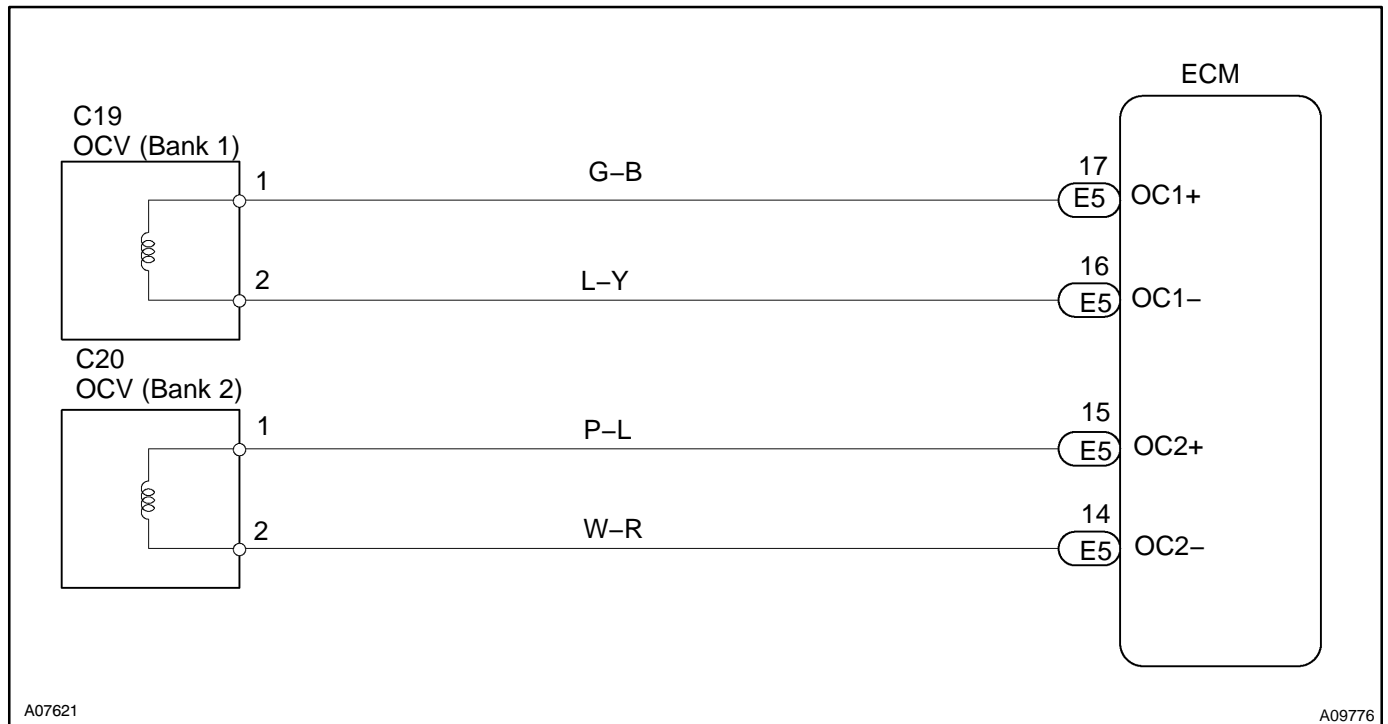 ECM
C19
OCV (Bank 1)
1
G–B
17
E5
OC1+
2
L–Y
16
E5
OC1–
C20
OCV (Bank 2)
1
P–L
15
E5
OC2+
2
W–R
14
E5
OC2–
A07621
A09776